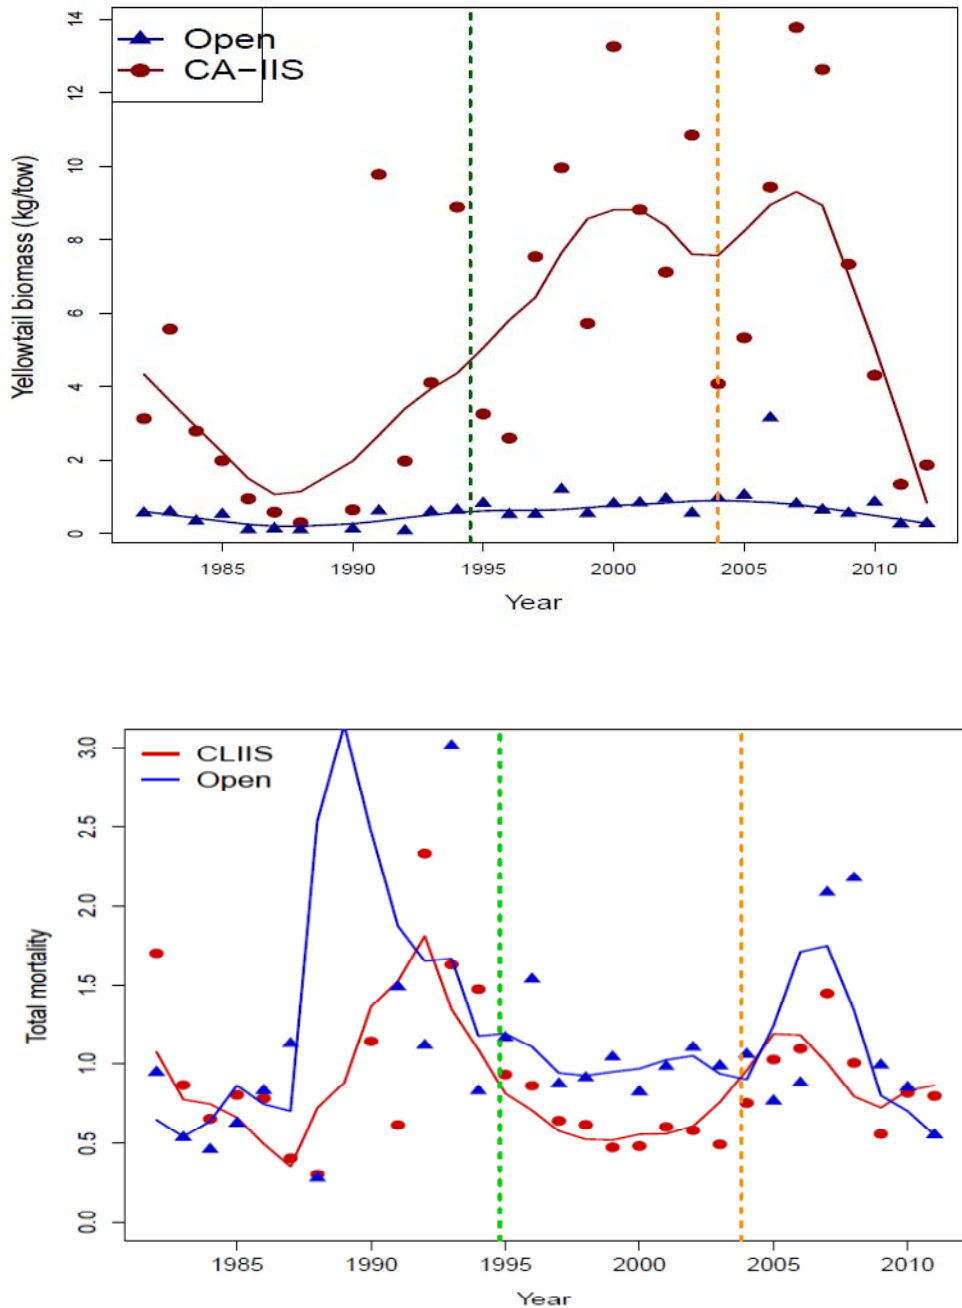 Open
CA-IIS
Yellowtail biomass (kg/tow)
14
12
10
8
6
4
2
0
1985 1990 1995 2000 2005 2010
Year
CLIIS
Open
Total mortality
3.0
2.5
2.0
1.5
1.0
0.5
0.0
1985 1990 1995 2000 2005 2010
Year